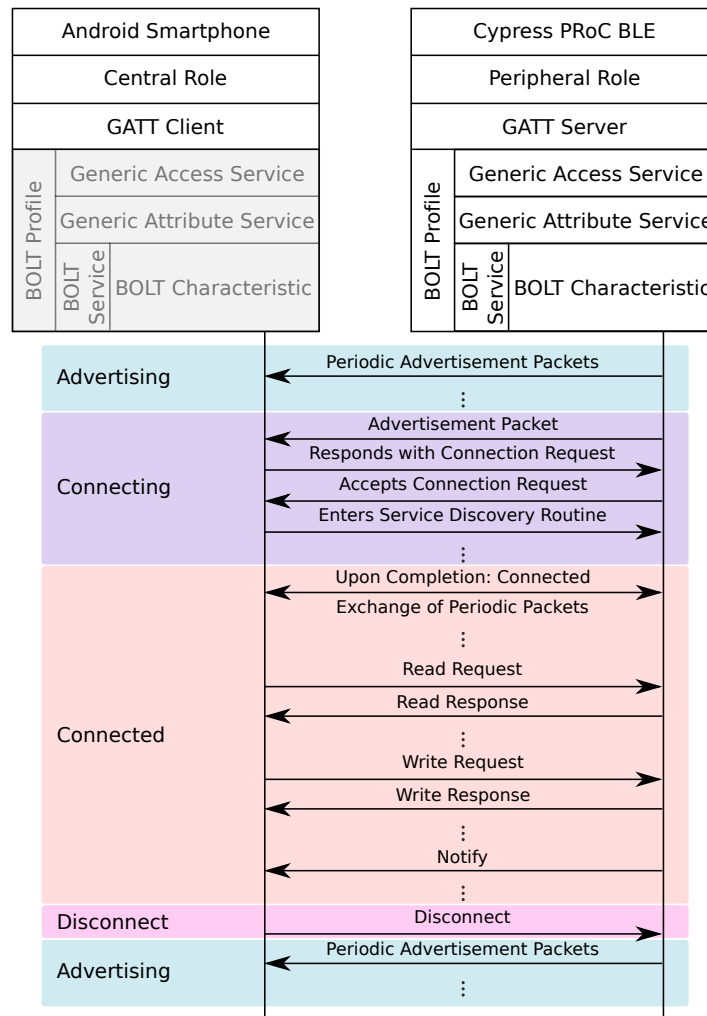 Android Smartphone
Central Role
GATT Client
BOLT Profile
Generic Access Service
Generic Attribute Service
BOLT
Service
BOLT Characteristic
Cypress PRoC BLE
Peripheral Role
GATT Server
BOLT Profile
Generic Access Service
Generic Attribute Service
BOLT
Service
BOLT Characteristic
Advertising
Periodic Advertisement Packets
⋮
Connecting
Advertisement Packet
Responds with Connection Request
Accepts Connection Request
Enters Service Discovery Routine
⋮
Connected
Upon Completion: Connected
Exchange of Periodic Packets
⋮
Read Request
Read Response
⋮
Write Request
Write Response
⋮
Notify
⋮
Disconnect
Disconnect
Advertising
Periodic Advertisement Packets
⋮